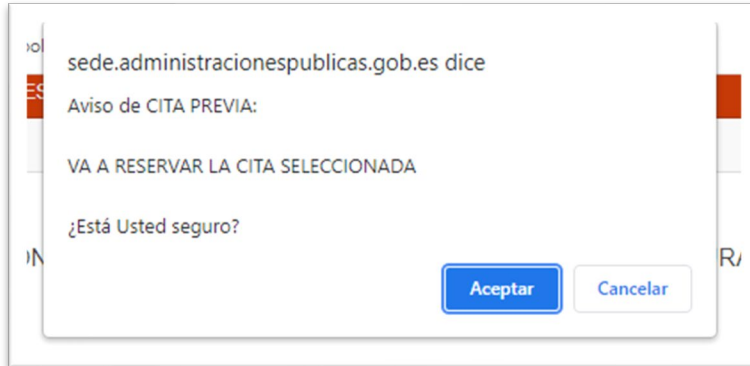 sede.administracionespublicas.gob.es dice
Aviso de CITA PREVIA:
VA A RESERVAR LA CITA SELECCIONADA
¿Está Usted seguro?
Aceptar
Cancelar